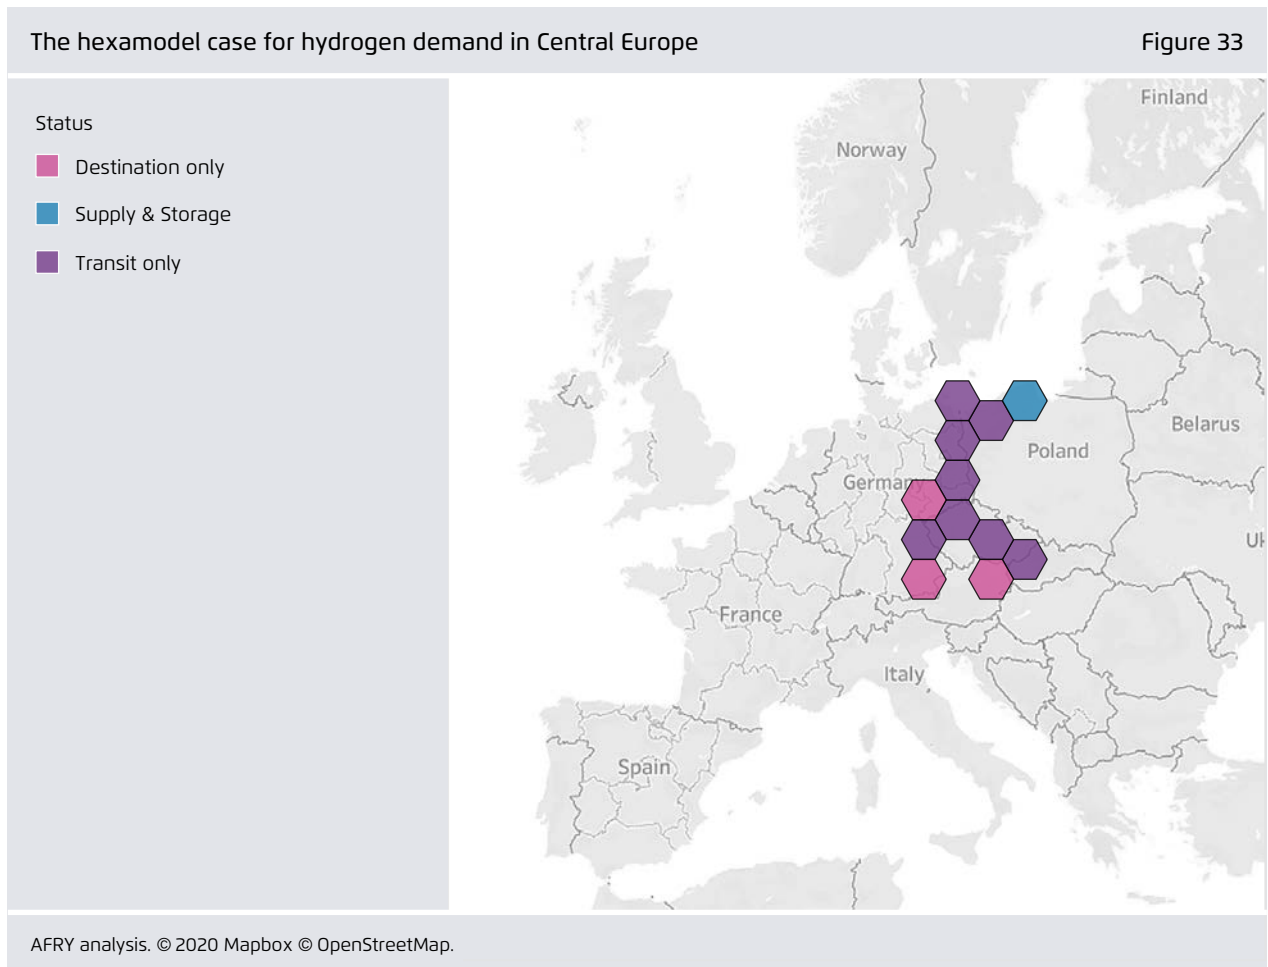 The hexamodel case for hydrogen demand in Central Europe
Figure 33
Status
Destination only
Supply & Storage
Transit only
Finland
Norway
Belarus
Poland
Germany
Uk
France
Italy
Spain
AFRY analysis. © 2020 Mapbox © OpenStreetMap.